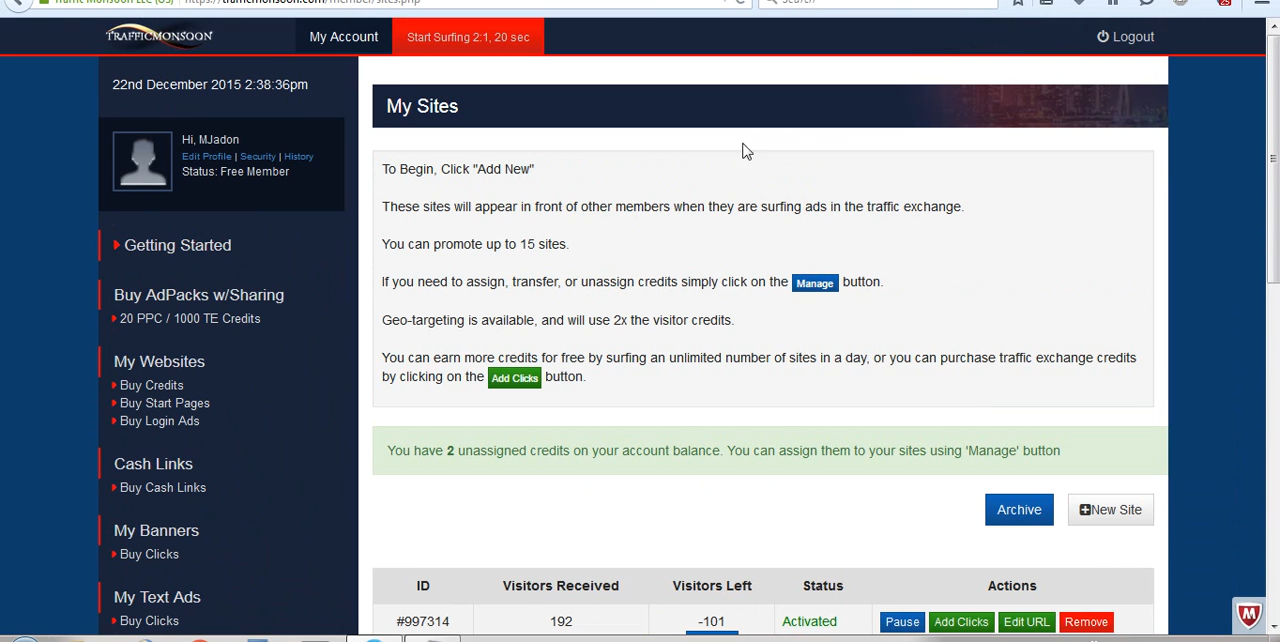 TRAFFICMONSOON
My Account
Start Surfing 2:1, 20 sec
Logout
22nd December 2015 2:38:36pm
Hi, MJadon
Edit Profile | Security | History
Status: Free Member
Getting Started
Buy AdPacks w/Sharing
20 PPC / 1000 TE Credits
My Websites
Buy Credits
Buy Start Pages
Buy Login Ads
Cash Links
Buy Cash Links
My Banners
Buy Clicks
My Text Ads
Buy Clicks
My Sites
To Begin, Click "Add New"
These sites will appear in front of other members when they are surfing ads in the traffic exchange.
You can promote up to 15 sites.
If you need to assign, transfer, or unassign credits simply click on the Manage button.
Geo-targeting is available, and will use 2x the visitor credits.
You can earn more credits for free by surfing an unlimited number of sites in a day, or you can purchase traffic exchange credits
by clicking on the Add Clicks button.
You have 2 unassigned credits on your account balance. You can assign them to your sites using 'Manage' button
Archive
New Site
ID Visitors Received Visitors Left Status Actions
#997314 192 -101 Activated Pause Add Clicks Edit URL Remove